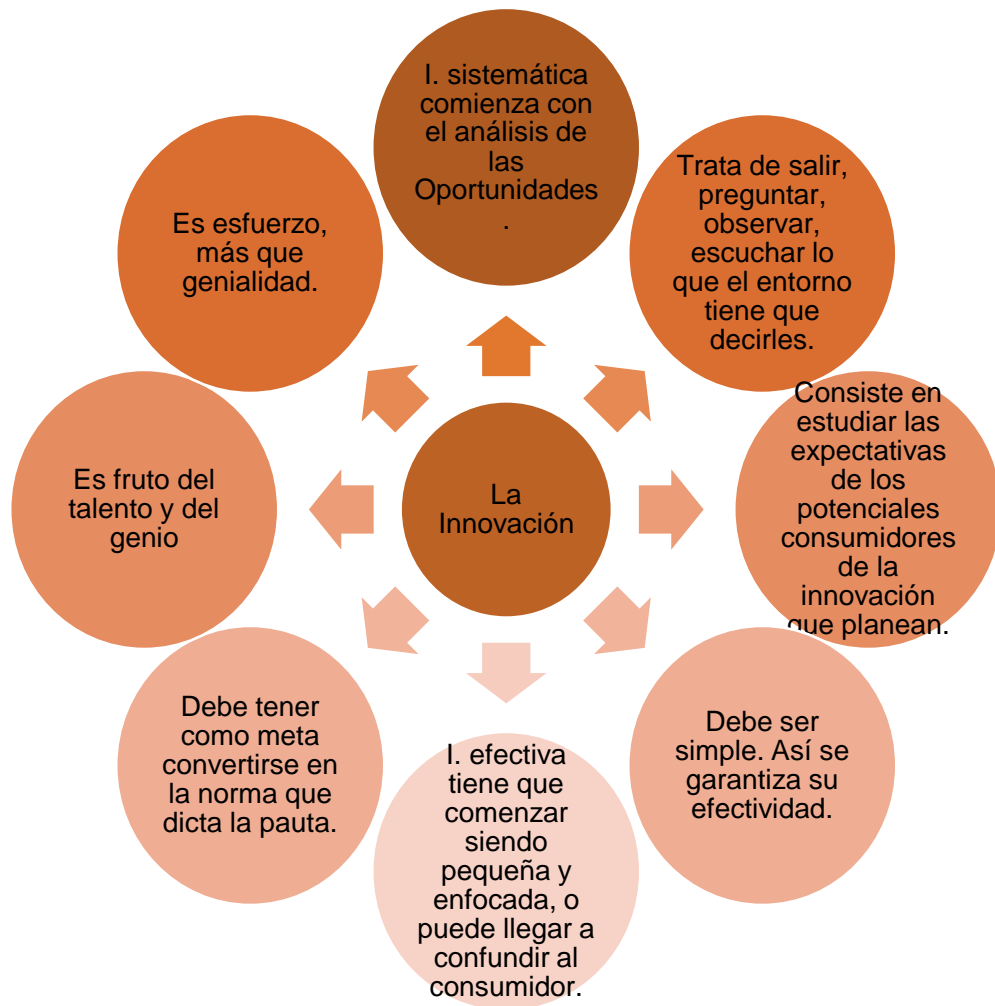 I. sistemática
comienza con
el análisis de
las
Oportunidades
.
Trata de salir,
preguntar,
observar,
escuchar lo
que el entorno
tiene que
decirles.
Consiste en
estudiar las
expectativas
de los
potenciales
consumidores
de la
innovación
que planean.
Debe ser
simple. Así se
garantiza su
efectividad.
I. efectiva
tiene que
comenzar
siendo
pequeña y
enfocada, o
puede llegar a
confundir al
consumidor.
Debe tener
como meta
convertirse en
la norma que
dicta la pauta.
Es fruto del
talento y del
genio
Es esfuerzo,
más que
genialidad.
La
Innovación